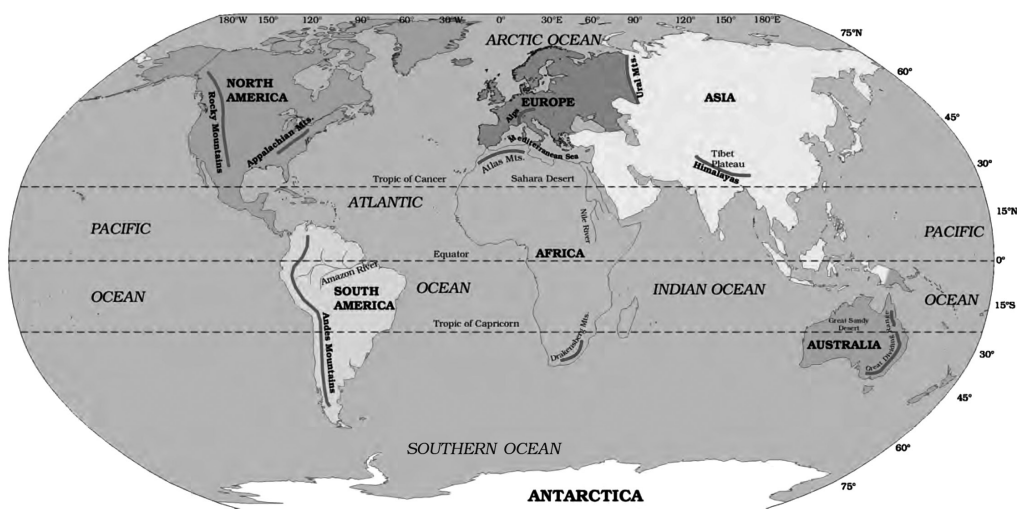 180°W 150° 120° 90° 60° 30°W 0° 30°E 60° 90° 120° 150° 180°E
75°N
ARCTIC OCEAN
60°
NORTH
AMERICA
Rocky Mountains
Appalachian Mts.
EUROPE
Alps
Ural Mts.
ASIA
45°
Mediterranean Sea
Atlas Mts.
Tibet
Plateau
Himalayas
30°
Tropic of Cancer
Sahara Desert
ATLANTIC
15°N
Nile River
PACIFIC
PACIFIC
Equator
AFRICA
0°
Amazon River
SOUTH
AMERICA
OCEAN
OCEAN
INDIAN OCEAN
OCEAN
15°S
Andes Mountains
Tropic of Capricorn
Drakensberg Mts.
Great Sandy
Desert
AUSTRALIA
Great Dividing Range
30°
45°
SOUTHERN OCEAN
60°
75°
ANTARCTICA